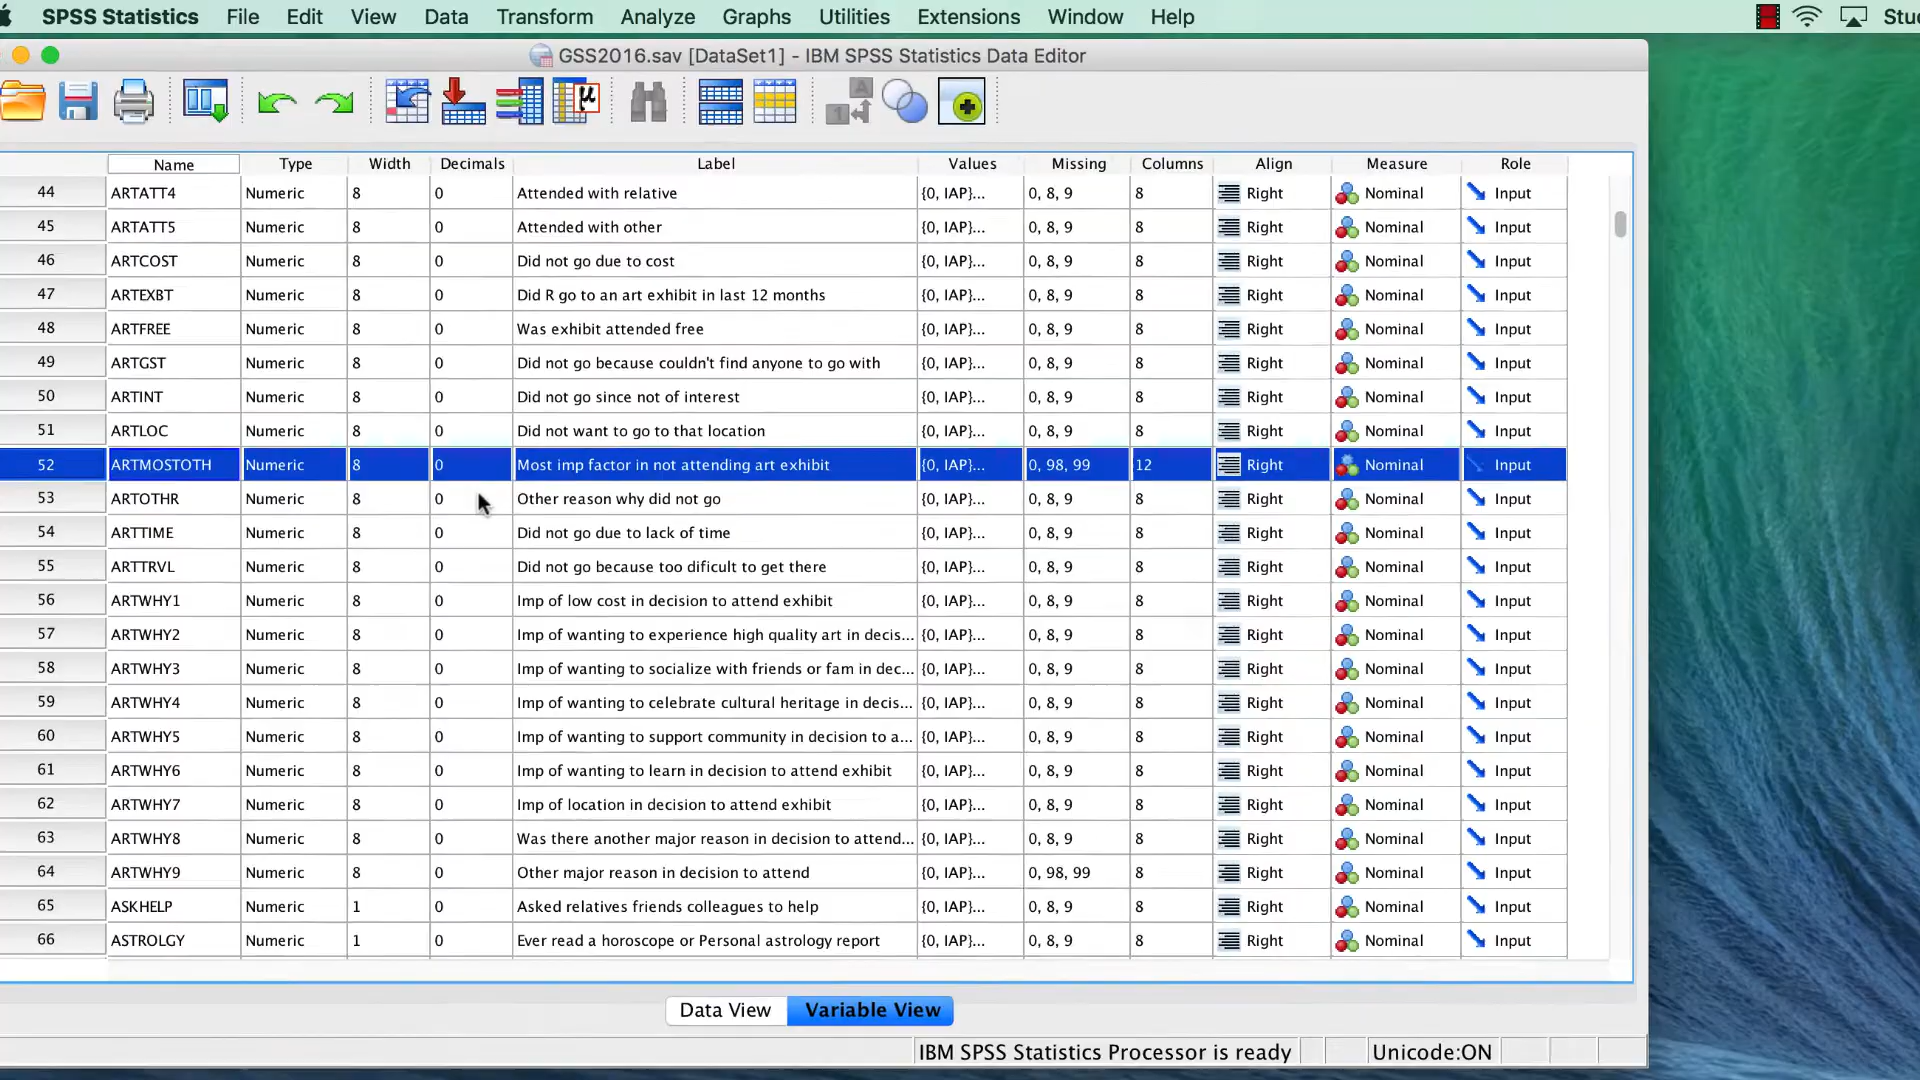 SPSS Statistics File Edit View Data Transform Analyze Graphs Utilities Extensions Window Help
GSS2016.sav [DataSet1] - IBM SPSS Statistics Data Editor
Name Type Width Decimals Label Values Missing Columns Align Measure Role
44 ARTATT4 Numeric 8 0 Attended with relative {0, IAP}... 0, 8, 9 8 Right Nominal Input
45 ARTATT5 Numeric 8 0 Attended with other {0, IAP}... 0, 8, 9 8 Right Nominal Input
46 ARTCOST Numeric 8 0 Did not go due to cost {0, IAP}... 0, 8, 9 8 Right Nominal Input
47 ARTEXBT Numeric 8 0 Did R go to an art exhibit in last 12 months {0, IAP}... 0, 8, 9 8 Right Nominal Input
48 ARTFREE Numeric 8 0 Was exhibit attended free {0, IAP}... 0, 8, 9 8 Right Nominal Input
49 ARTGST Numeric 8 0 Did not go because couldn't find anyone to go with {0, IAP}... 0, 8, 9 8 Right Nominal Input
50 ARTINT Numeric 8 0 Did not go since not of interest {0, IAP}... 0, 8, 9 8 Right Nominal Input
51 ARTLOC Numeric 8 0 Did not want to go to that location {0, IAP}... 0, 8, 9 8 Right Nominal Input
52 ARTMOSTOTH Numeric 8 0 Most imp factor in not attending art exhibit {0, IAP}... 0, 98, 99 12 Right Nominal Input
53 ARTOTHR Numeric 8 0 Other reason why did not go {0, IAP}... 0, 8, 9 8 Right Nominal Input
54 ARTTIME Numeric 8 0 Did not go due to lack of time {0, IAP}... 0, 8, 9 8 Right Nominal Input
55 ARTTRVL Numeric 8 0 Did not go because too dificult to get there {0, IAP}... 0, 8, 9 8 Right Nominal Input
56 ARTWHY1 Numeric 8 0 Imp of low cost in decision to attend exhibit {0, IAP}... 0, 8, 9 8 Right Nominal Input
57 ARTWHY2 Numeric 8 0 Imp of wanting to experience high quality art in decis... {0, IAP}... 0, 8, 9 8 Right Nominal Input
58 ARTWHY3 Numeric 8 0 Imp of wanting to socialize with friends or fam in dec... {0, IAP}... 0, 8, 9 8 Right Nominal Input
59 ARTWHY4 Numeric 8 0 Imp of wanting to celebrate cultural heritage in decis... {0, IAP}... 0, 8, 9 8 Right Nominal Input
60 ARTWHY5 Numeric 8 0 Imp of wanting to support community in decision to a... {0, IAP}... 0, 8, 9 8 Right Nominal Input
61 ARTWHY6 Numeric 8 0 Imp of wanting to learn in decision to attend exhibit {0, IAP}... 0, 8, 9 8 Right Nominal Input
62 ARTWHY7 Numeric 8 0 Imp of location in decision to attend exhibit {0, IAP}... 0, 8, 9 8 Right Nominal Input
63 ARTWHY8 Numeric 8 0 Was there another major reason in decision to attend... {0, IAP}... 0, 8, 9 8 Right Nominal Input
64 ARTWHY9 Numeric 8 0 Other major reason in decision to attend {0, IAP}... 0, 98, 99 8 Right Nominal Input
65 ASKHELP Numeric 1 0 Asked relatives friends colleagues to help {0, IAP}... 0, 8, 9 8 Right Nominal Input
66 ASTROLGY Numeric 1 0 Ever read a horoscope or Personal astrology report {0, IAP}... 0, 8, 9 8 Right Nominal Input
Data View Variable View
IBM SPSS Statistics Processor is ready Unicode:ON